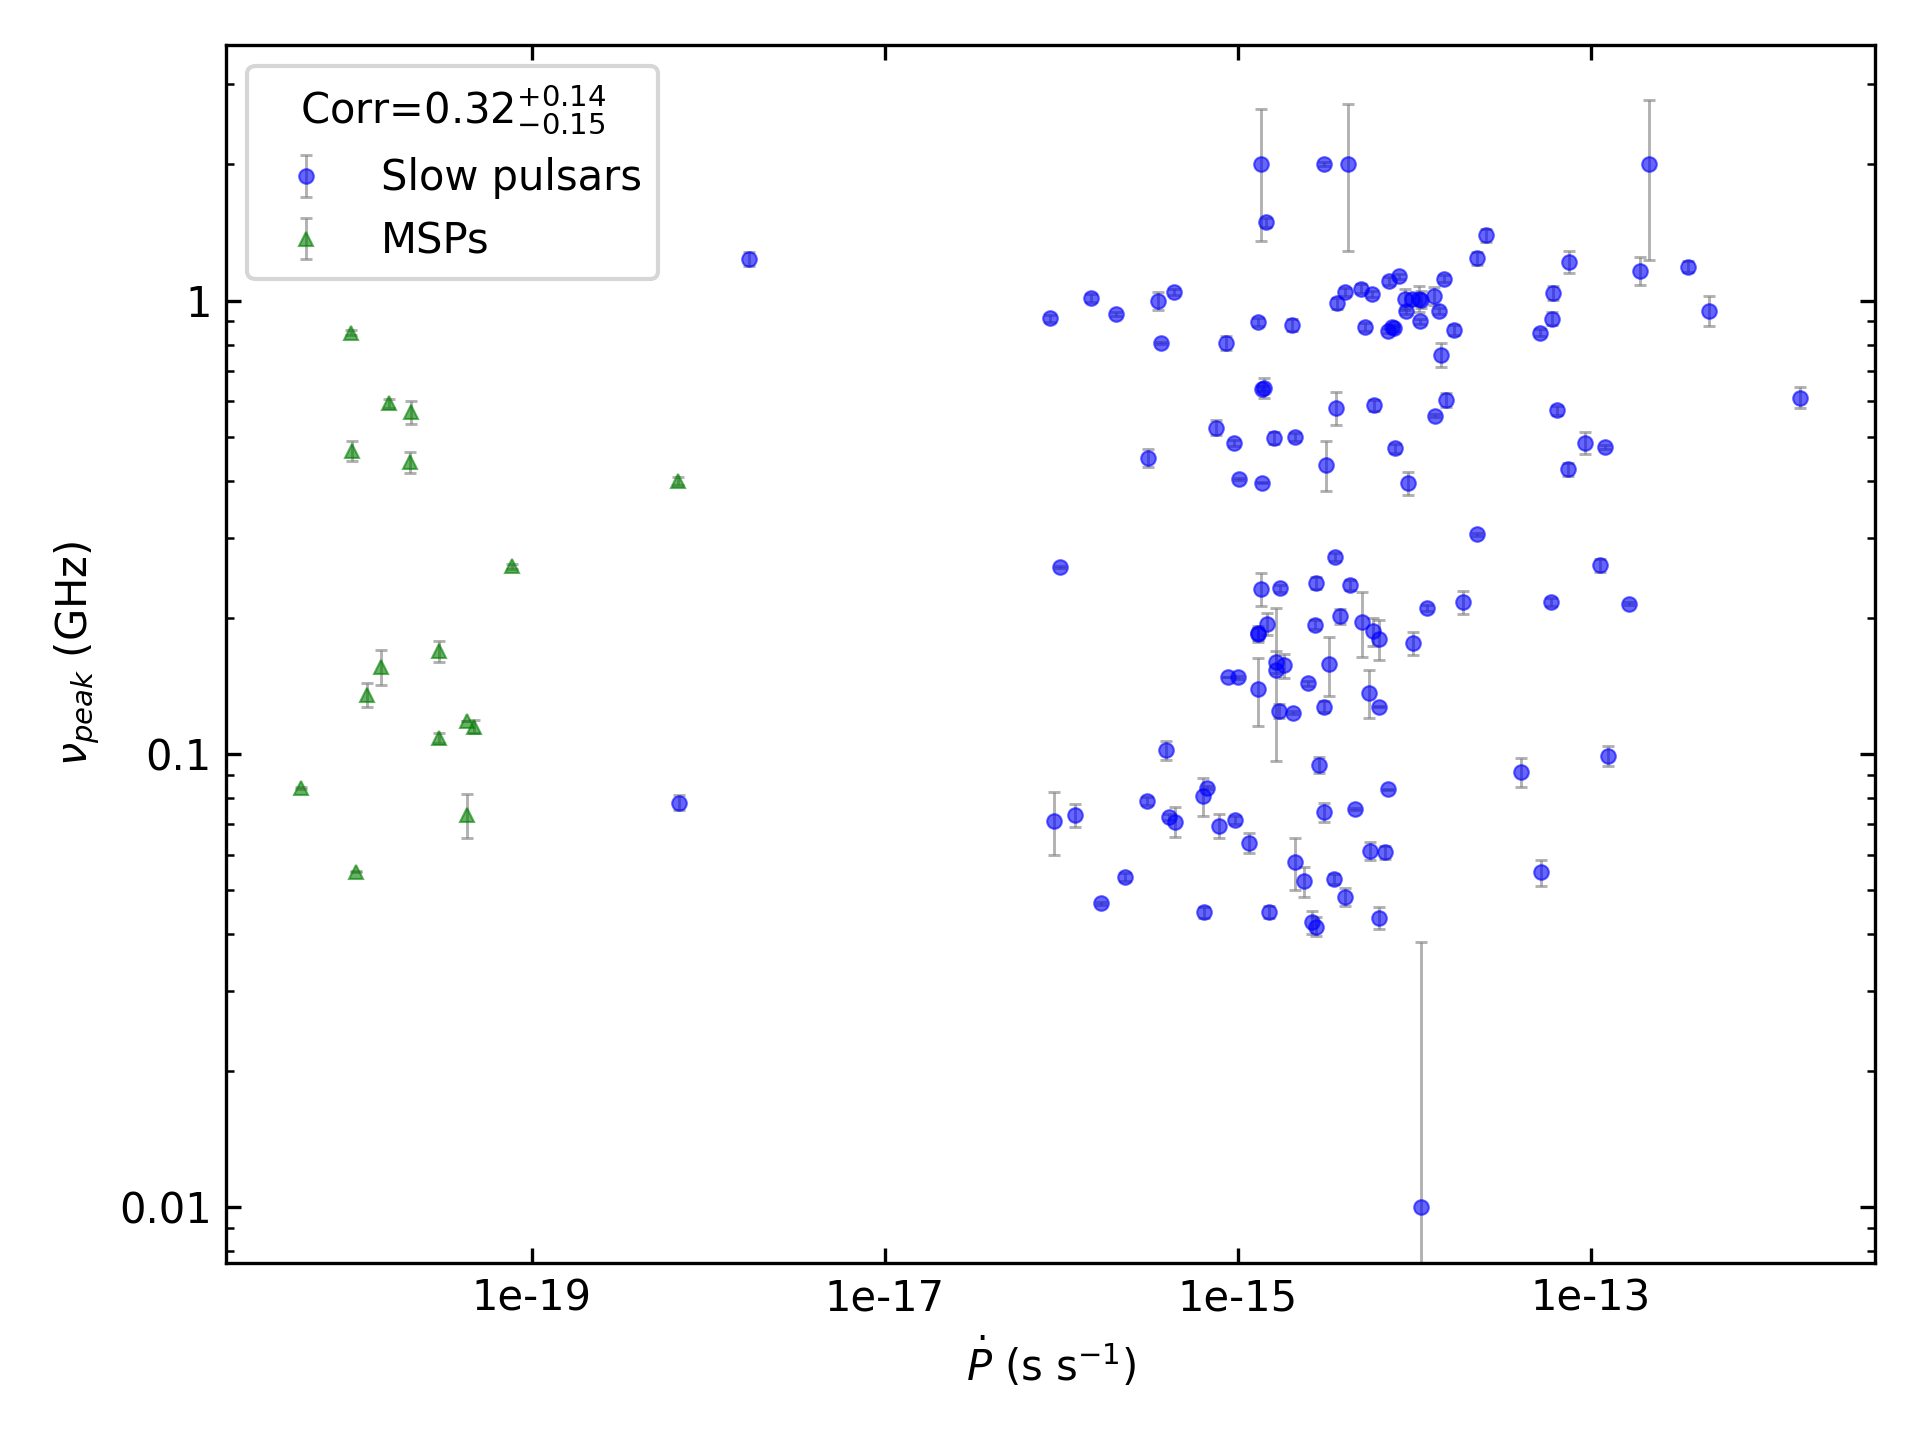 Corr=0.32$^{+0.14}_{-0.15}$
Slow pulsars
MSPs
1
0.1
0.01
ν$_{peak}$ (GHz)
1e-19 1e-17 1e-15 1e-13
Ṗ (s s$^{-1}$)